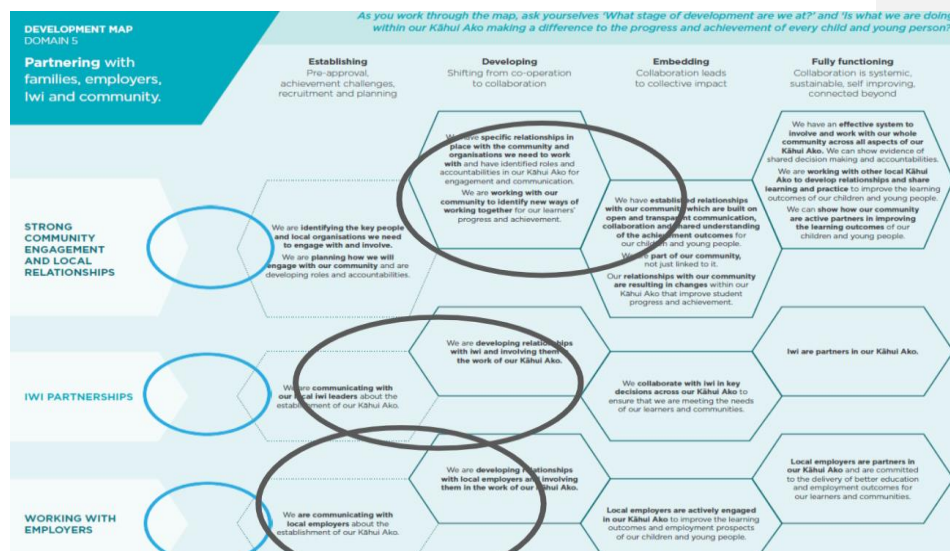 As you work through the map, ask yourselves 'What stage of development are we at?' and 'Is what we are doing
within our Kāhui Ako making a difference to the progress and achievement of every child and young person?'
DEVELOPMENT MAP
DOMAIN 5
Partnering with
families, employers,
Iwi and community.
Establishing
Pre-approval,
achievement challenges,
recruitment and planning
Developing
Shifting from co-operation
to collaboration
Embedding
Collaboration leads
to collective impact
Fully functioning
Collaboration is systemic,
sustainable, self improving,
connected beyond
STRONG
COMMUNITY
ENGAGEMENT
AND LOCAL
RELATIONSHIPS
We are identifying the key people
and local organisations we need
to engage with and involve.
We are planning how we will
engage with our community and are
developing roles and accountabilities.
We have specific relationships in
place with the community and
organisations we need to work
with and have identified roles and
accountabilities in our Kāhui Ako for
engagement and communication.
We are working with our
community to identify new ways of
working together for our learners'
progress and achievement.
We have established relationships
with our community which are built on
open and transparent communication,
collaboration and shared understanding
of the achievement outcomes for
our children and young people.
We are part of our community,
not just linked to it.
Our relationships with our community
are resulting in changes within our
Kāhui Ako that improve student
progress and achievement.
We have an effective system to
involve and work with our whole
community across all aspects of our
Kāhui Ako. We can show evidence of
shared decision making and accountabilities.
We are working with other local Kāhui
Ako to develop relationships and share
learning and practice to improve the learning
outcomes of our children and young people.
We can show how our community
are active partners in improving
the learning outcomes of our
children and young people.
IWI PARTNERSHIPS
We are communicating with
our local iwi leaders about the
establishment of our Kāhui Ako.
We are developing relationships
with iwi and involving them in
the work of our Kāhui Ako.
We collaborate with iwi in key
decisions across our Kāhui Ako to
ensure that we are meeting the needs
of our learners and communities.
Iwi are partners in our Kāhui Ako.
WORKING WITH
EMPLOYERS
We are communicating with
local employers about the
establishment of our Kāhui Ako.
We are developing relationships
with local employers and involving
them in the work of our Kāhui Ako.
Local employers are actively engaged
in our Kāhui Ako to improve the learning
outcomes and employment prospects
of our children and young people.
Local employers are partners in
our Kāhui Ako and are committed
to the delivery of better education
and employment outcomes for
our learners and communities.